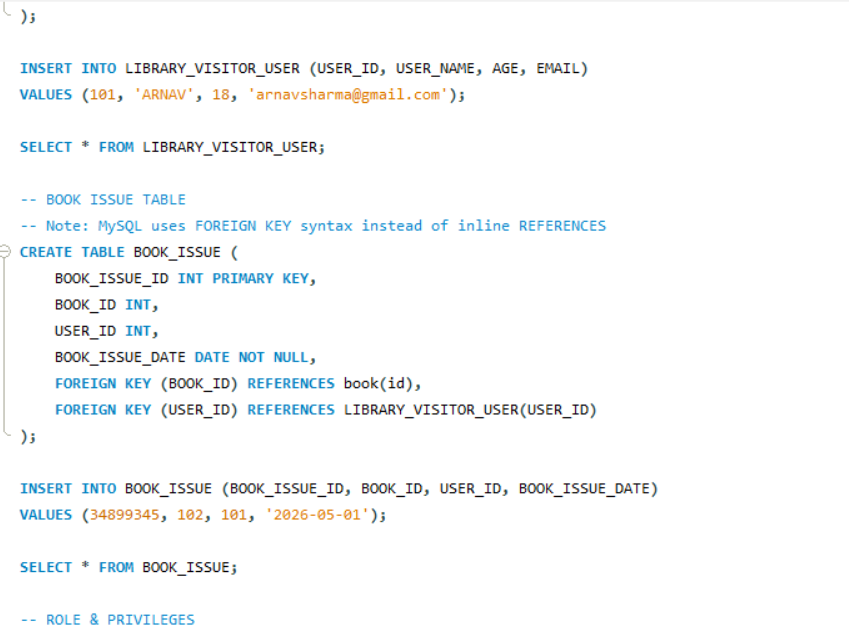 );
INSERT INTO LIBRARY_VISITOR_USER (USER_ID, USER_NAME, AGE, EMAIL)
VALUES (101, 'ARNAV', 18, 'arnavsharma@gmail.com');
SELECT * FROM LIBRARY_VISITOR_USER;
-- BOOK ISSUE TABLE
-- Note: MySQL uses FOREIGN KEY syntax instead of inline REFERENCES
CREATE TABLE BOOK_ISSUE (
    BOOK_ISSUE_ID INT PRIMARY KEY,
    BOOK_ID INT,
    USER_ID INT,
    BOOK_ISSUE_DATE DATE NOT NULL,
    FOREIGN KEY (BOOK_ID) REFERENCES book(id),
    FOREIGN KEY (USER_ID) REFERENCES LIBRARY_VISITOR_USER(USER_ID)
);
INSERT INTO BOOK_ISSUE (BOOK_ISSUE_ID, BOOK_ID, USER_ID, BOOK_ISSUE_DATE)
VALUES (34899345, 102, 101, '2026-05-01');
SELECT * FROM BOOK_ISSUE;
-- ROLE & PRIVILEGES